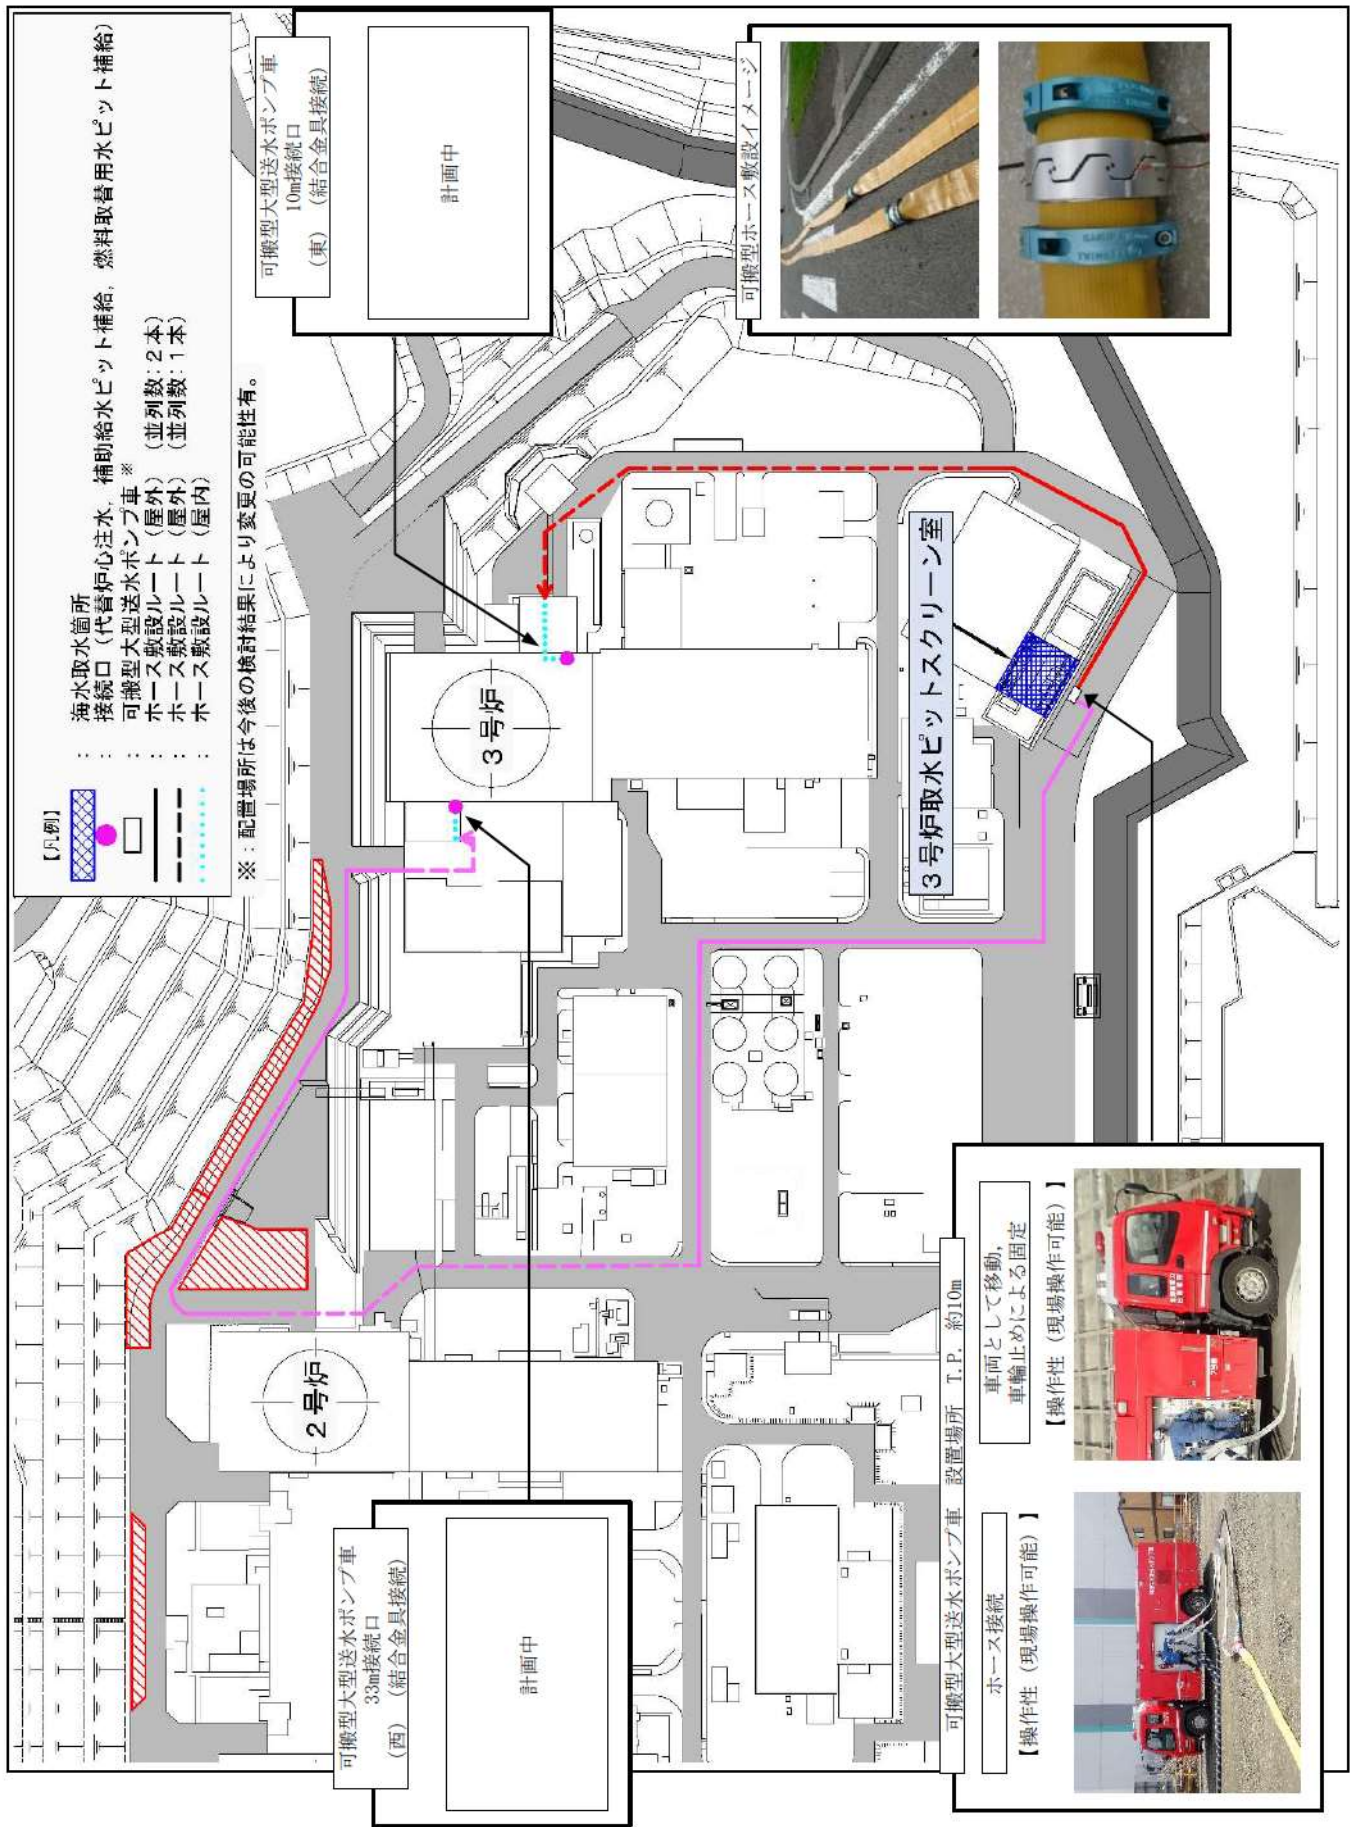 【凡例】
： 海水取水箇所
： 接続口（代替炉心注水，補助給水ピット補給，燃料取替用水ピット補給）
： 可搬型大型送水ポンプ車※
： ホース敷設ルート（屋外）（並列数：2本）
： ホース敷設ルート（屋外）（並列数：1本）
： ホース敷設ルート（屋内）
※：配置場所は今後の検討結果により変更の可能性有。
可搬型大型送水ポンプ車
10m接続口
（東）（結合金具接続）
計画中
可搬型ホース敷設イメージ
3号炉
3号炉取水ピットスクリーン室
2号炉
可搬型大型送水ポンプ車
33m接続口
（西）（結合金具接続）
計画中
可搬型大型送水ポンプ車 設置場所 T.P. 約10m
ホース接続
【操作性（現場操作可能）】
車両として移動，
車輪止めによる固定
【操作性（現場操作可能）】